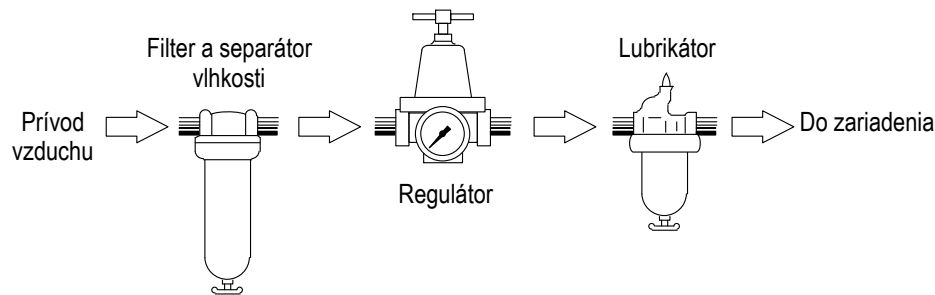 Prívod
vzduchu
Filter a separátor
vlhkosti
Regulátor
Lubrikátor
Do zariadenia